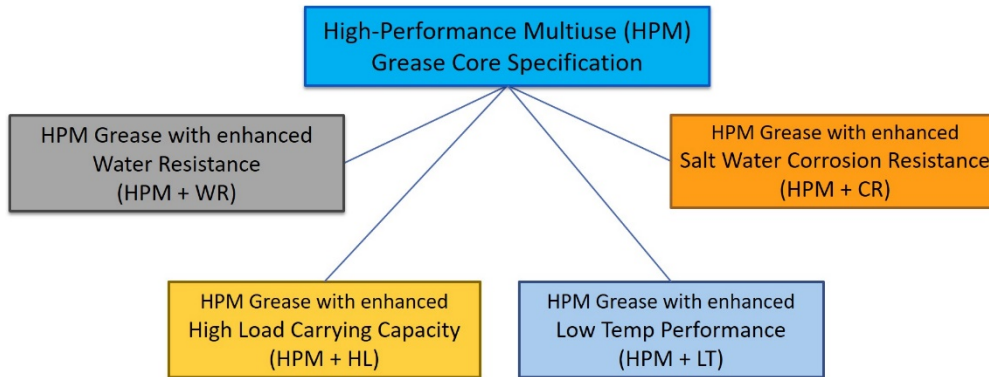 High-Performance Multiuse (HPM)
Grease Core Specification
HPM Grease with enhanced
Water Resistance
(HPM + WR)
HPM Grease with enhanced
Salt Water Corrosion Resistance
(HPM + CR)
HPM Grease with enhanced
High Load Carrying Capacity
(HPM + HL)
HPM Grease with enhanced
Low Temp Performance
(HPM + LT)